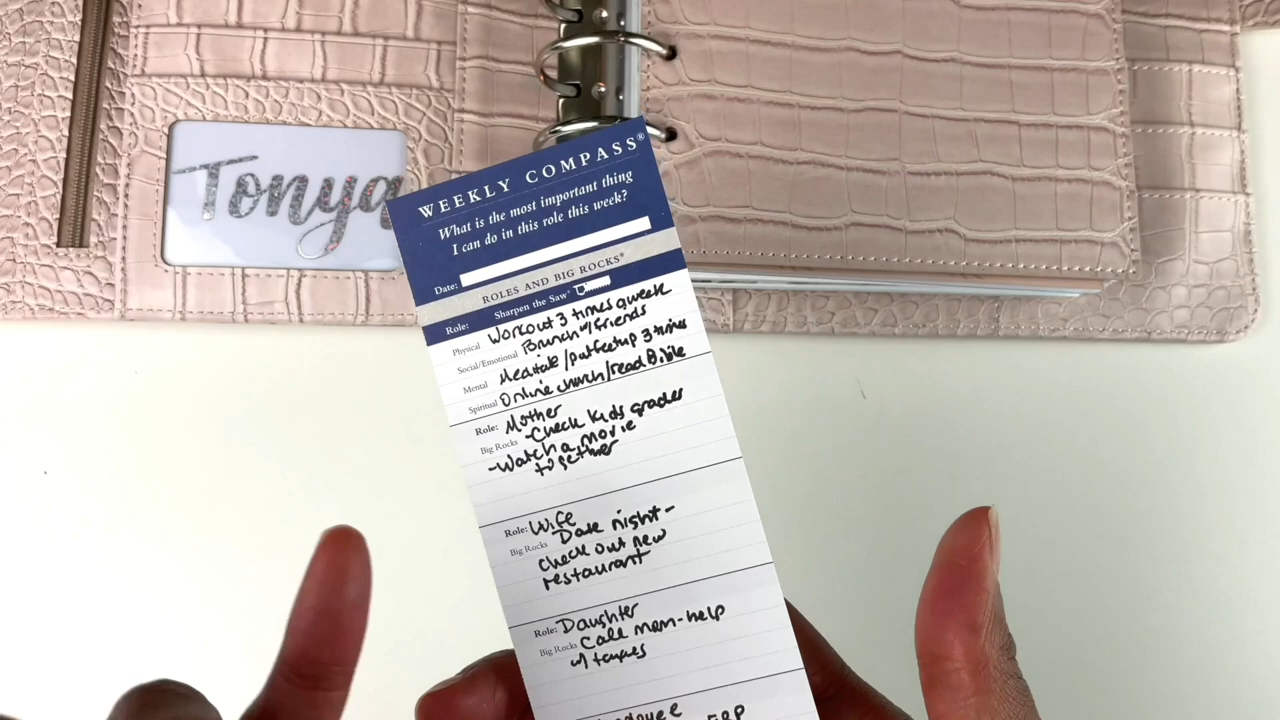 Tonya
WEEKLY COMPASS®
What is the most important thing
I can do in this role this week?
Date:
ROLES AND BIG ROCKS®
Role: Sharpen the Saw®
Physical Workout 3 times a week
Social/Emotional Brunch w/friends
Mental Meditate/put feet up 3 times
Spiritual Online church/read Bible
Role: Mother
Big Rocks -Check kids grades
-Watch a movie
together
Role: Wife
Big Rocks Date night-
check out new
restaurant
Role: Daughter
Big Rocks Call mom-help
w/ taxes